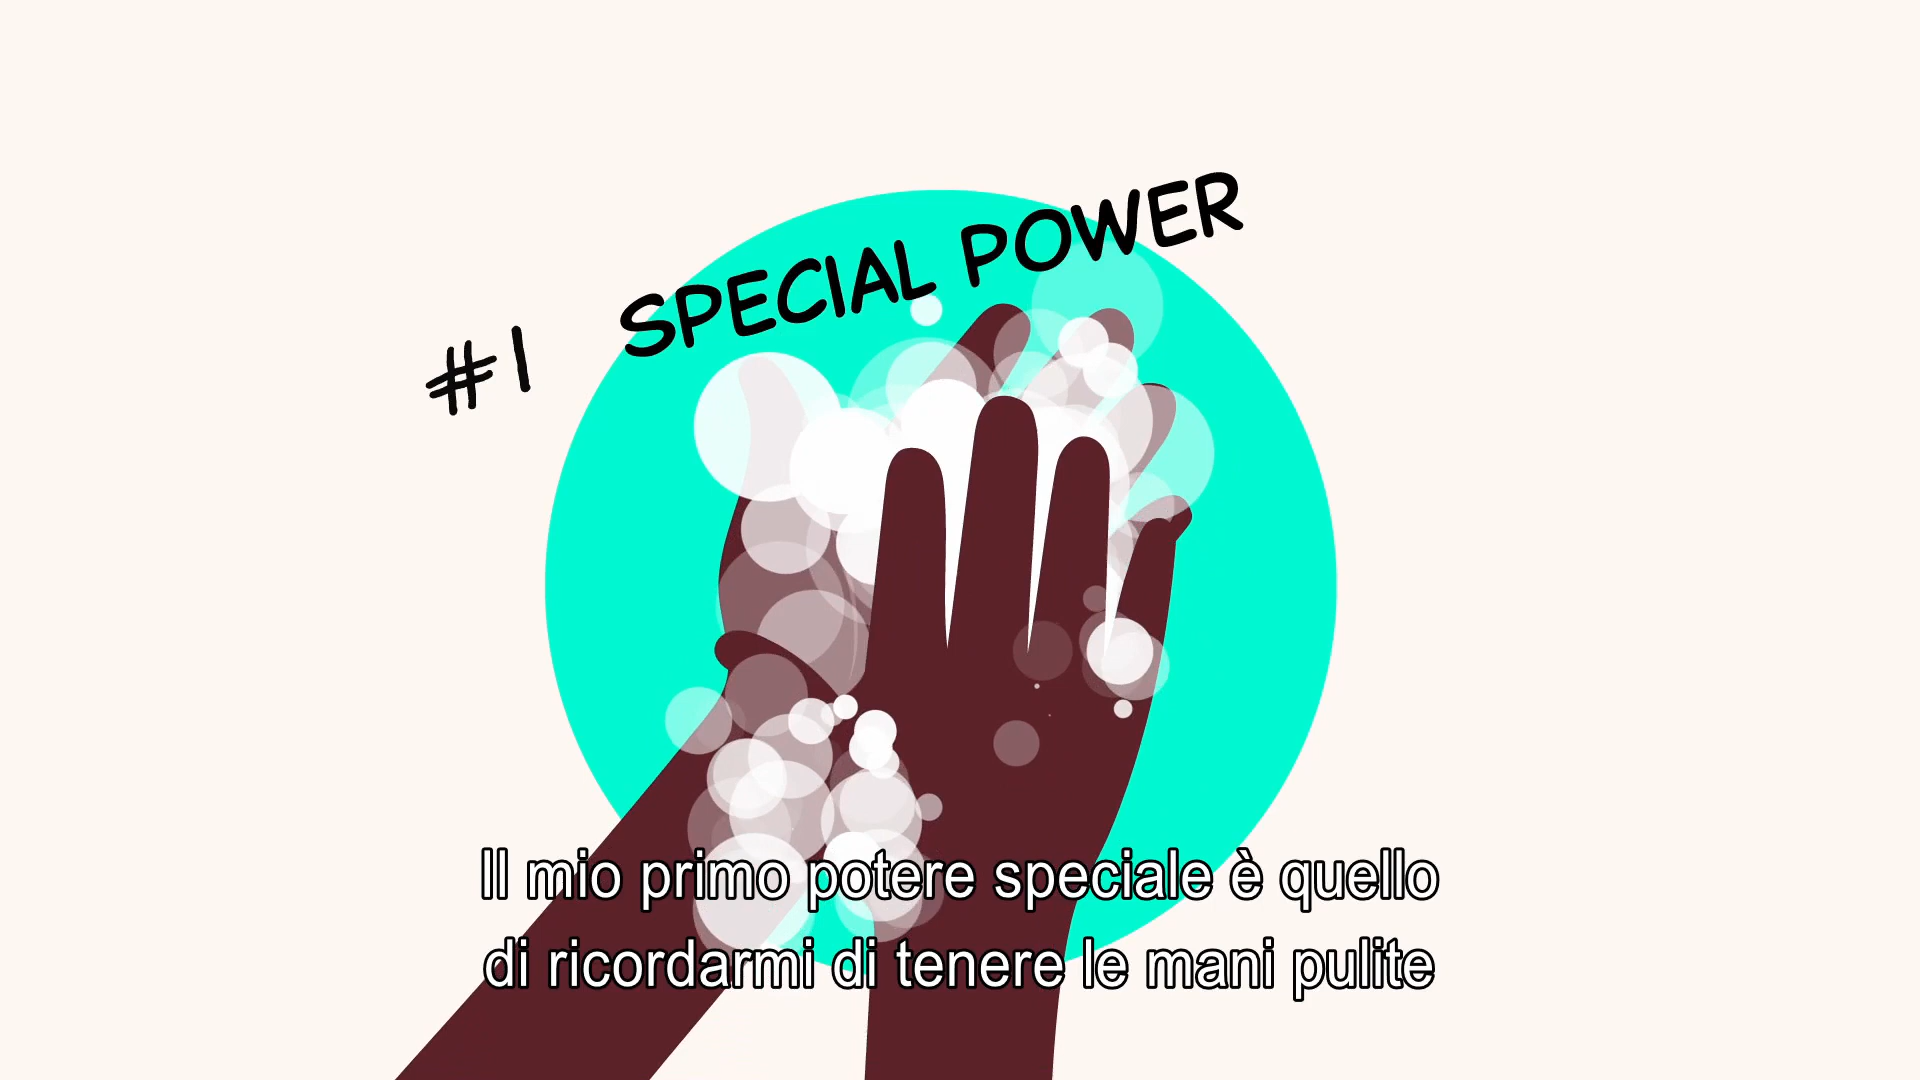 #1 SPECIAL POWER
Il mio primo potere speciale è quello
di ricordarmi di tenere le mani pulite